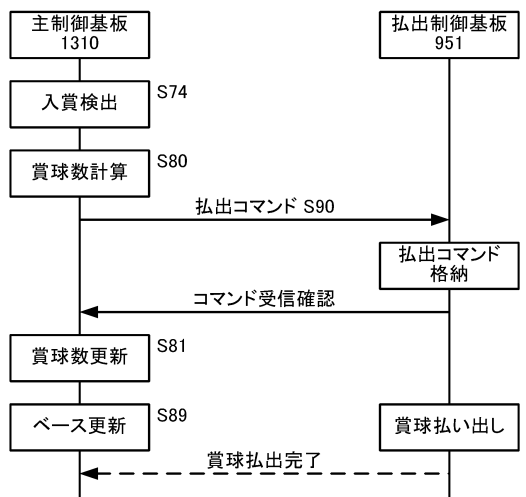 主制御基板
1310
払出制御基板
951
入賞検出
S74
賞球数計算
S80
払出コマンド S90
払出コマンド
格納
コマンド受信確認
賞球数更新
S81
ベース更新
S89
賞球払い出し
賞球払出完了